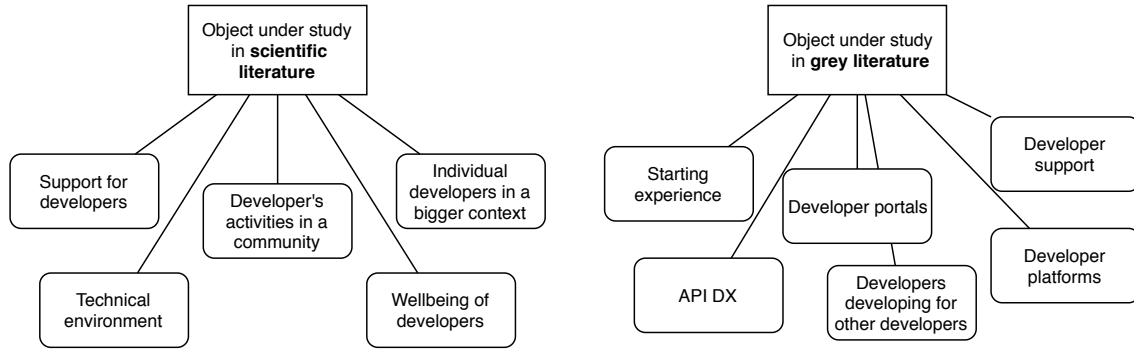 Object under study
in scientific
literature
Support for
developers
Technical
environment
Developer's
activities in a
community
Wellbeing of
developers
Individual
developers in a
bigger context
Object under study
in grey literature
Starting
experience
API DX
Developer portals
Developers
developing for
other developers
Developer
platforms
Developer
support